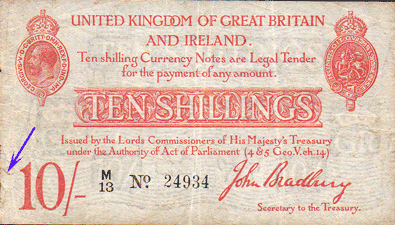 UNITED KINGDOM OF GREAT BRITAIN
AND IRELAND.
Ten shilling Currency Notes are Legal Tender
for the payment of any amount.
TEN SHILLINGS
Issued by the Lords Commissioners of His Majesty's Treasury
under the Authority of Act of Parliament (4 & 5 Geo.V.ch.14)
10/-
M
13
No. 24934
John Bradbury
Secretary to the Treasury.